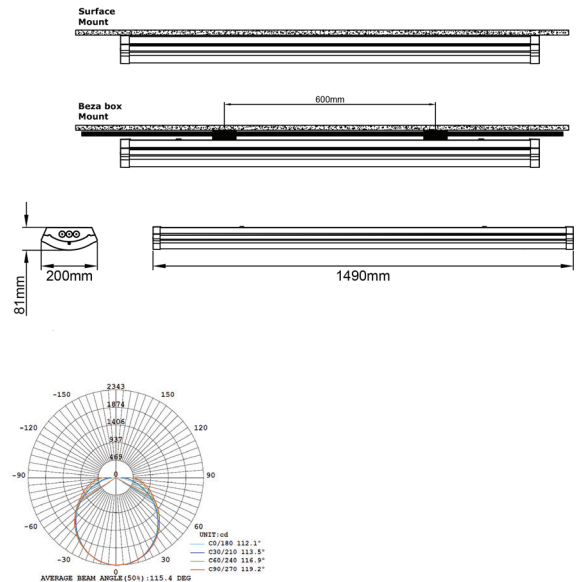 Surface
Mount
600mm
Beza box
Mount
81mm
200mm
1490mm
2343
-150
150
1874
-120
1406
120
937
469
-90
0
90
-60
60
UNIT:cd
C0/180 112.1°
-30
30
C30/210 113.5°
C60/240 116.9°
0
C90/270 119.2°
AVERAGE BEAM ANGLE(50%):115.4 DEG